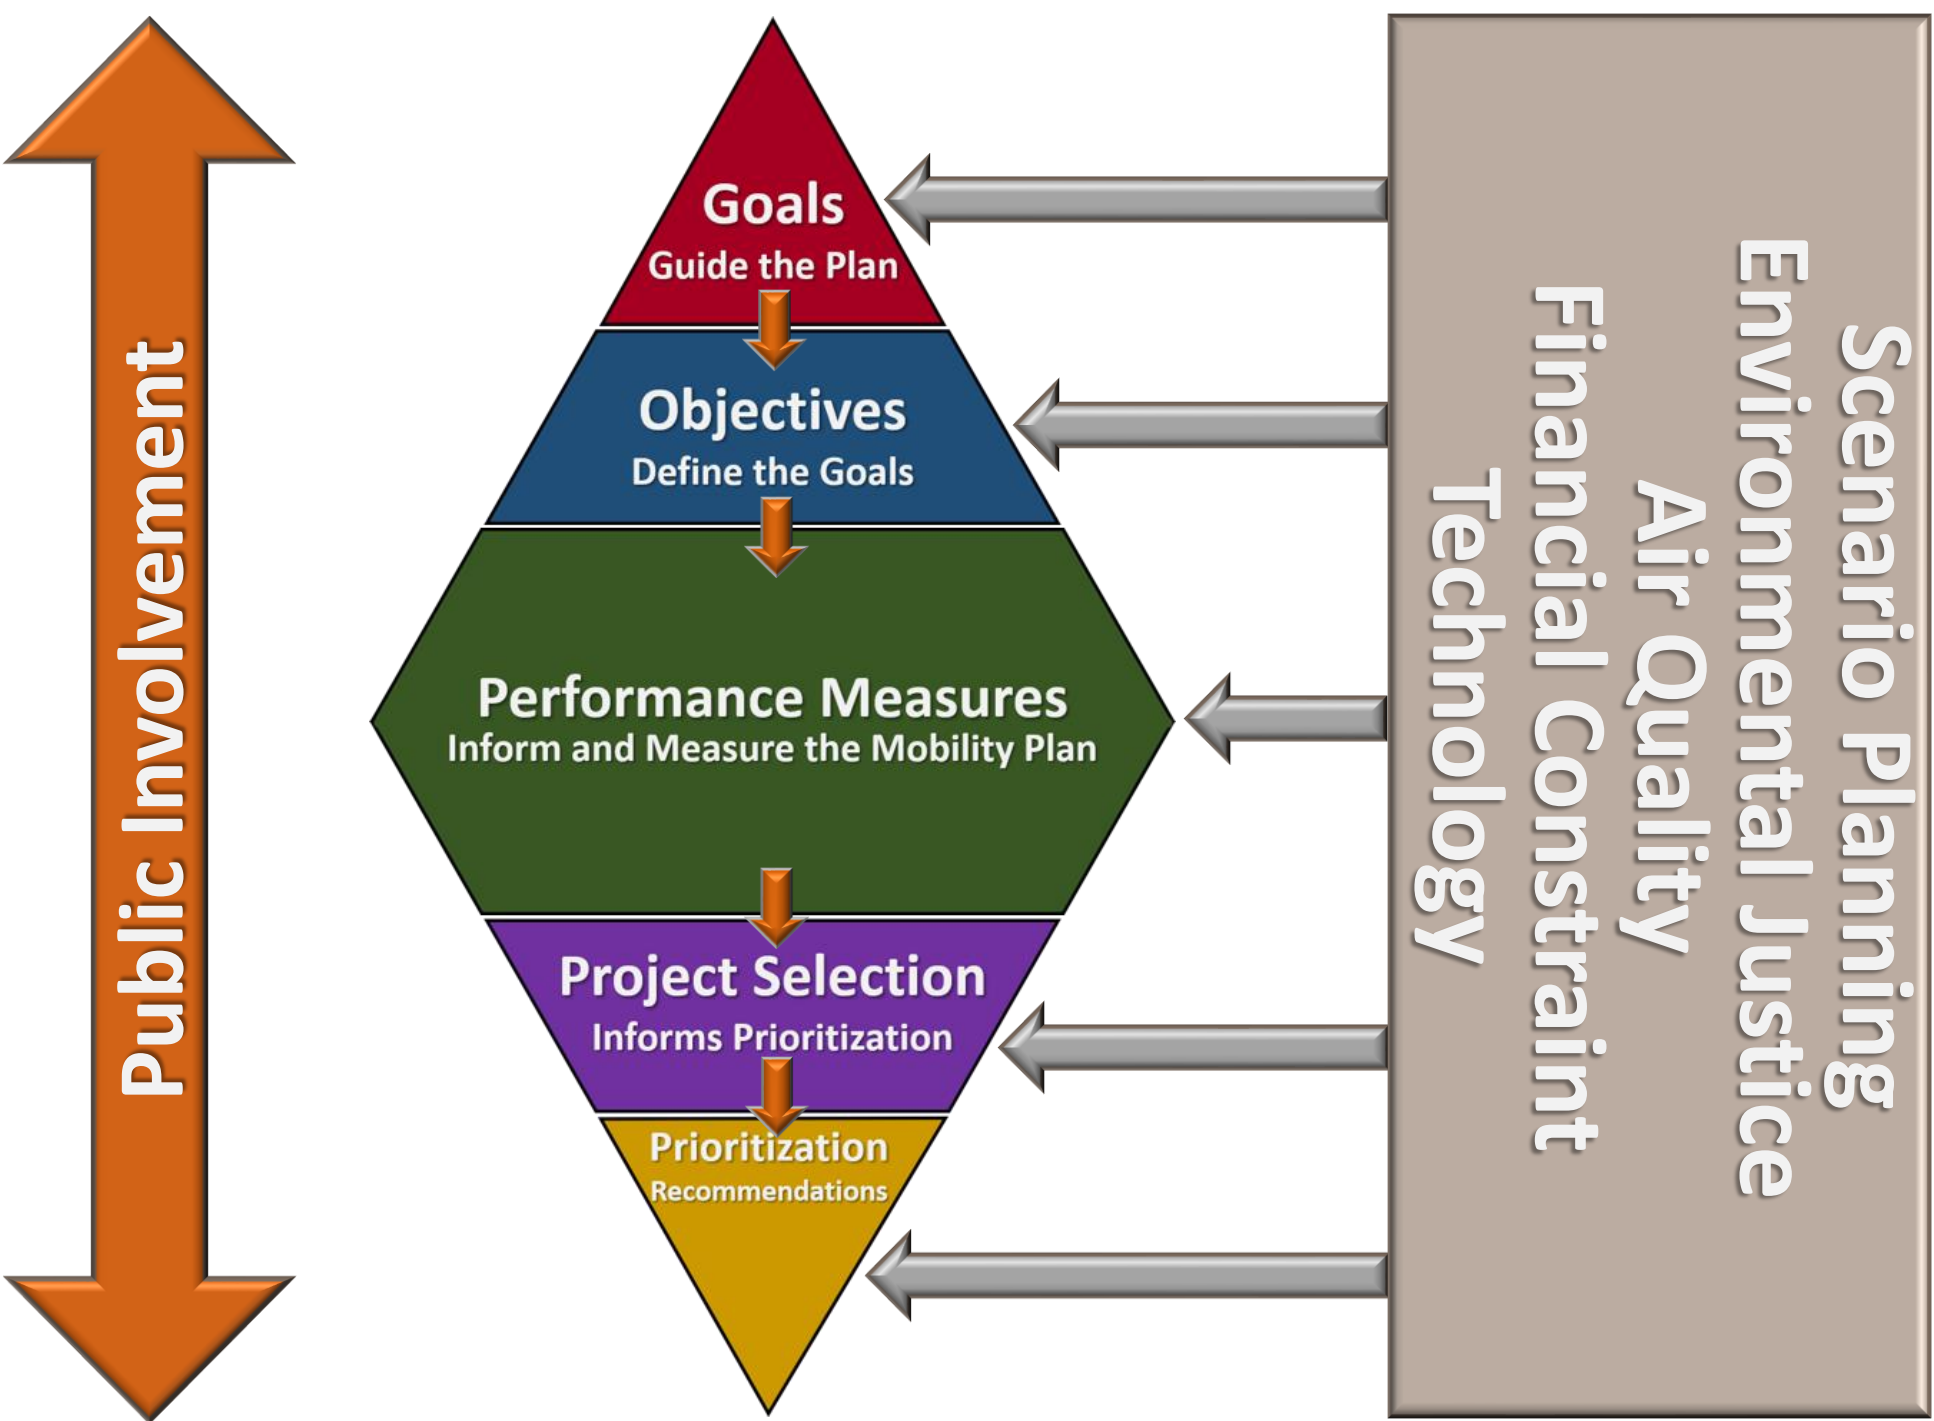 Public Involvement
Goals
Guide the Plan
Objectives
Define the Goals
Performance Measures
Inform and Measure the Mobility Plan
Project Selection
Informs Prioritization
Prioritization
Recommendations
Scenario Planning
Environmental Justice
Air Quality
Financial Constraint
Technology